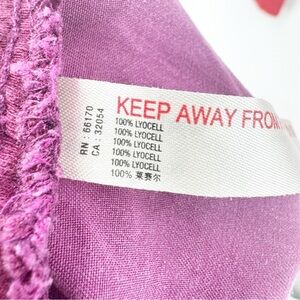 KEEP AWAY FROM
RN : 66170
CA : 32054
100% LYOCELL
100% LYOCELL
100% LYOCELL
100% LYOCELL
100% LYOCELL
100% 莱赛尔